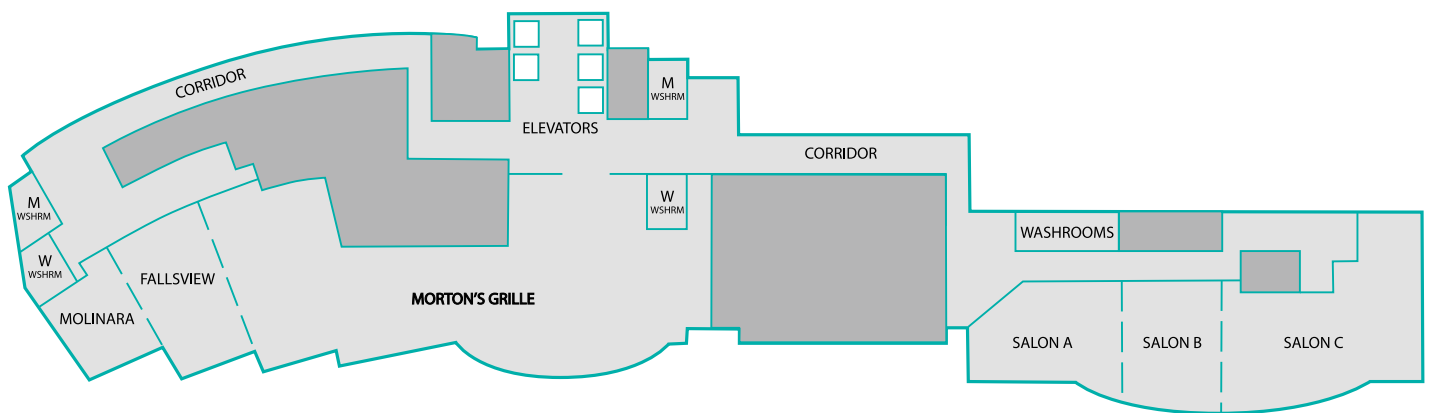 CORRIDOR
M
WSHRM
ELEVATORS
CORRIDOR
M
WSHRM
W
WSHRM
W
WSHRM
WASHROOMS
FALLSVIEW
MORTON'S GRILLE
MOLINARA
SALON A
SALON B
SALON C